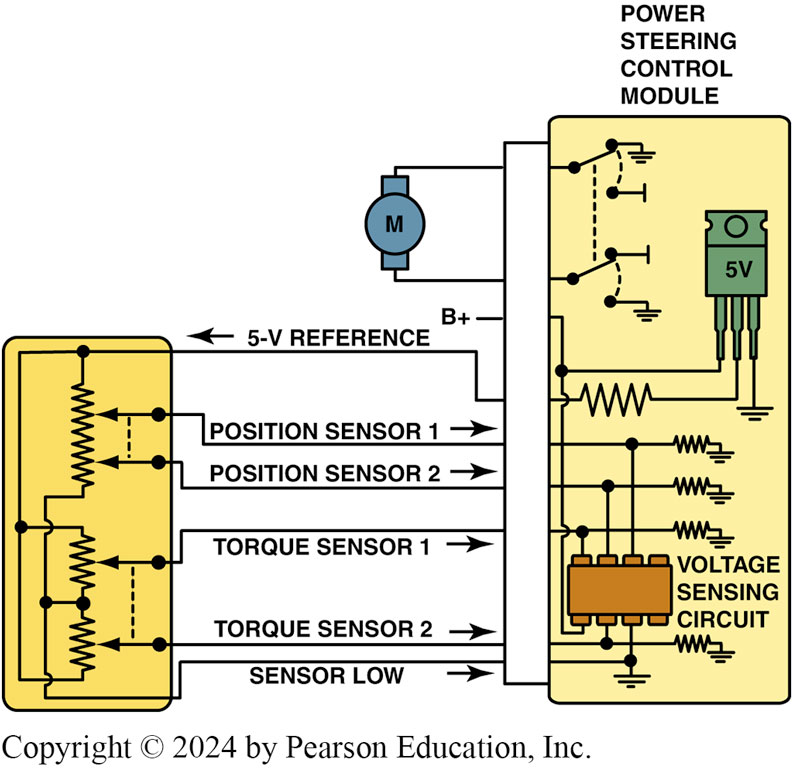 POWER
STEERING
CONTROL
MODULE
M
5V
B+
5-V REFERENCE
POSITION SENSOR 1
POSITION SENSOR 2
TORQUE SENSOR 1
VOLTAGE
SENSING
CIRCUIT
TORQUE SENSOR 2
SENSOR LOW
Copyright © 2024 by Pearson Education, Inc.